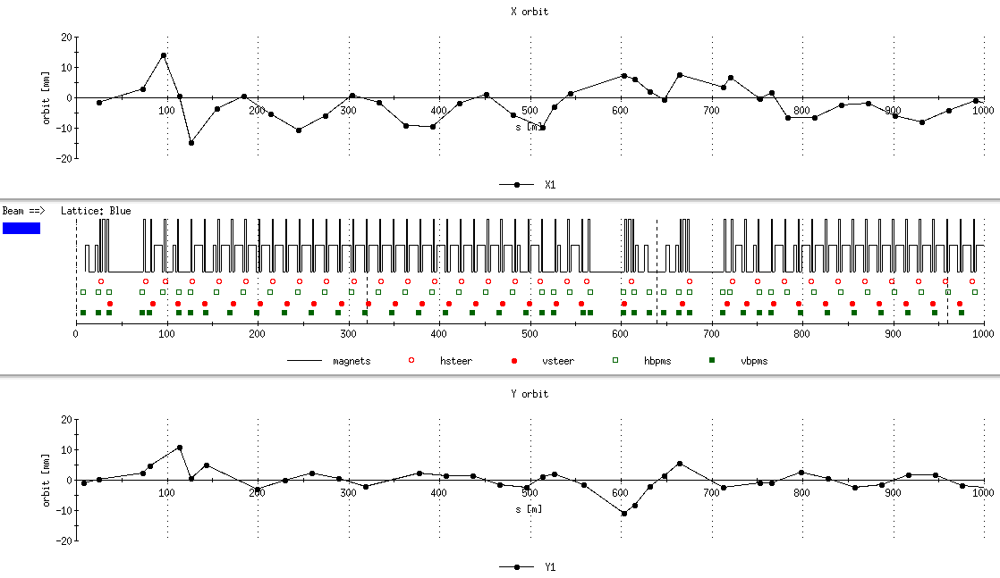 X orbit
20
10
0
-10
-20
orbit [mm]
100 200 300 400 500 600 700 800 900 1000
s [m]
X1
Beam ==> Lattice: Blue
0 100 200 300 400 500 600 700 800 900 1000
magnets hsteer vsteer hbpms vbpms
Y orbit
20
10
0
-10
-20
orbit [mm]
100 200 300 400 500 600 700 800 900 1000
s [m]
Y1